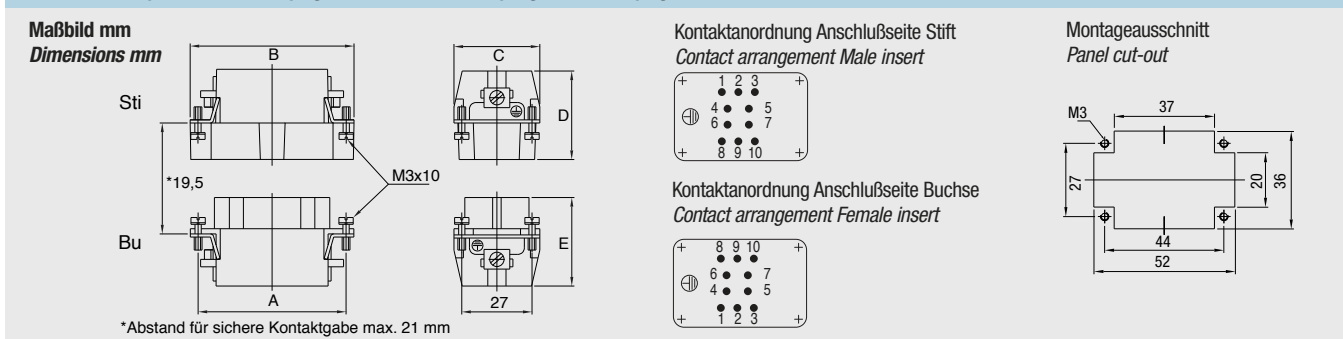 Maßbild mm
Dimensions mm
B
C
Sti
D
*19,5
M3x10
Bu
E
A
27
*Abstand für sichere Kontaktgabe max. 21 mm
Kontaktanordnung Anschlußseite Stift
Contact arrangement Male insert
1 2 3
4 5
6 7
8 9 10
Kontaktanordnung Anschlußseite Buchse
Contact arrangement Female insert
8 9 10
6 7
4 5
1 2 3
Montageausschnitt
Panel cut-out
37
M3
27
20
36
44
52